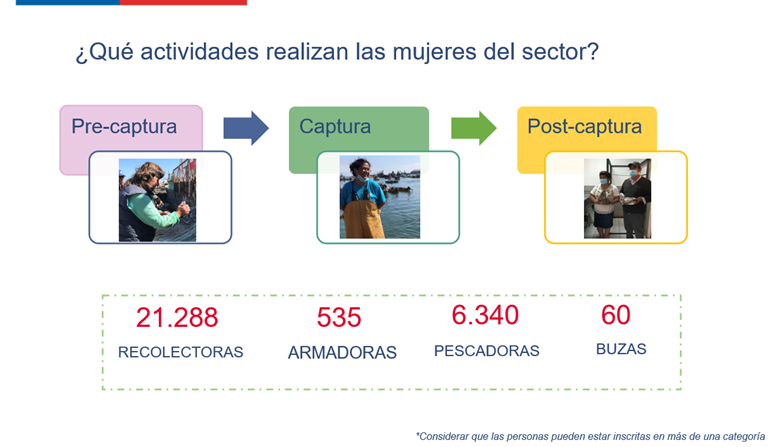 ¿Qué actividades realizan las mujeres del sector?
Pre-captura
Captura
Post-captura
21.288
535
6.340
60
RECOLECTORAS
ARMADORAS
PESCADORAS
BUZAS
*Considerar que las personas pueden estar inscritas en más de una categoría